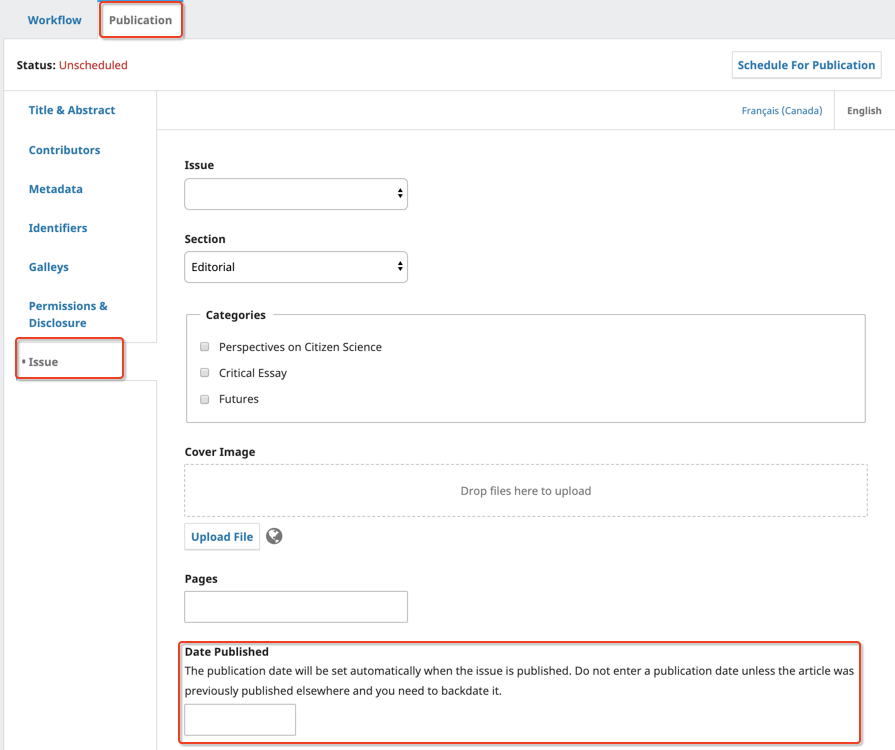 Workflow
Publication
Status: Unscheduled
Schedule For Publication
Title & Abstract
Contributors
Metadata
Identifiers
Galleys
Permissions &
Disclosure
Issue
Français (Canada)
English
Issue
Section
Editorial
Categories
Perspectives on Citizen Science
Critical Essay
Futures
Cover Image
Drop files here to upload
Upload File
Pages
Date Published
The publication date will be set automatically when the issue is published. Do not enter a publication date unless the article was
previously published elsewhere and you need to backdate it.